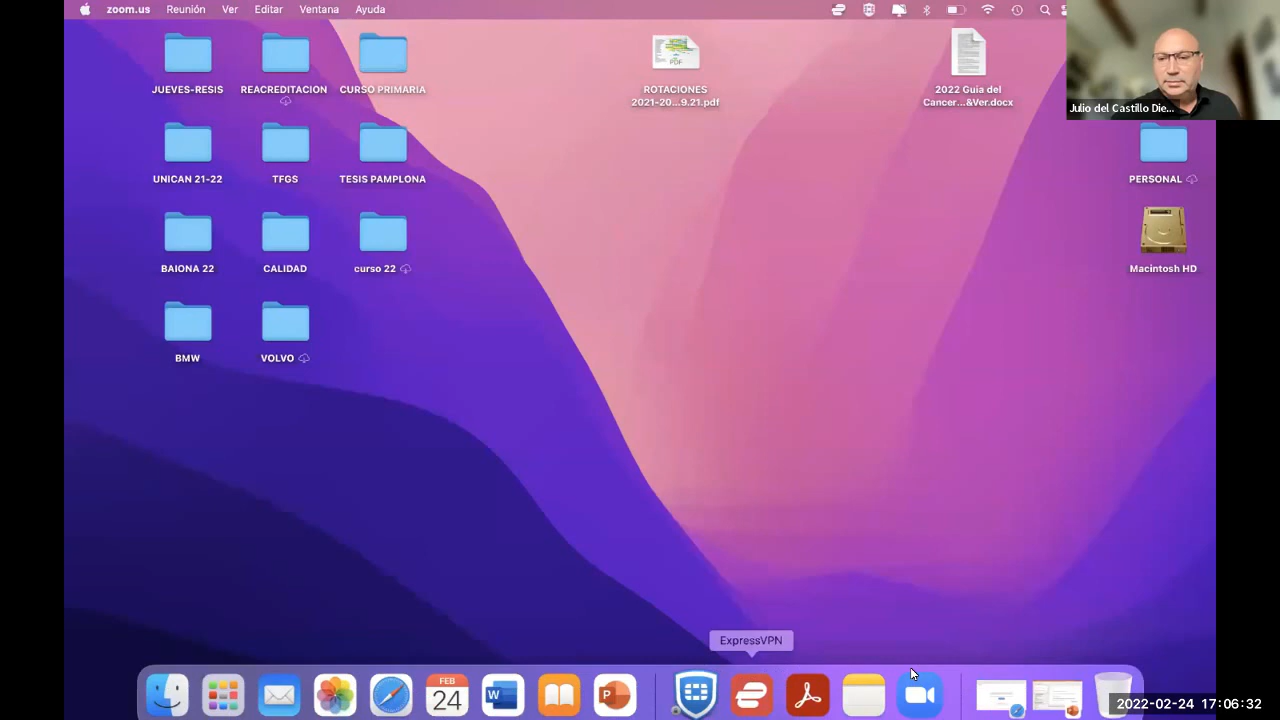 zoom.us Reunión Ver Editar Ventana Ayuda
JUEVES-RESIS REACREDITACION CURSO PRIMARIA
PDF
ROTACIONES
2021-20...9.21.pdf
2022 Guia del
Cancer...&Ver.docx
Julio del Castillo Die...
UNICAN 21-22 TFGS TESIS PAMPLONA PERSONAL
BAIONA 22 CALIDAD curso 22 Macintosh HD
BMW VOLVO
ExpressVPN
FEB
24
W
P
2022-02-24 17:06:32